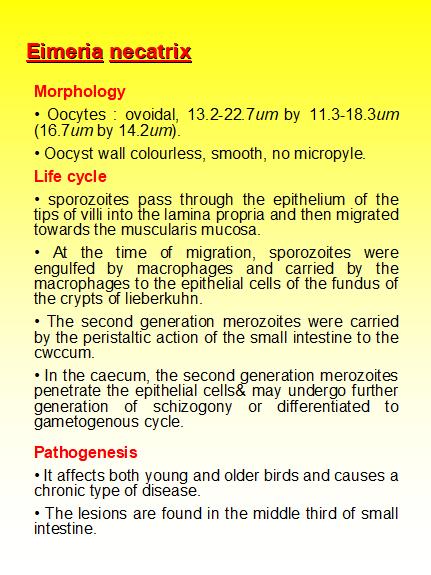 Eimeria necatrix
Morphology
• Oocytes : ovoidal, 13.2-22.7um by 11.3-18.3um
(16.7um by 14.2um).
• Oocyst wall colourless, smooth, no micropyle.
Life cycle
• sporozoites pass through the epithelium of the
tips of villi into the lamina propria and then migrated
towards the muscularis mucosa.
• At the time of migration, sporozoites were
engulfed by macrophages and carried by the
macrophages to the epithelial cells of the fundus of
the crypts of lieberkuhn.
• The second generation merozoites were carried
by the peristaltic action of the small intestine to the
cwccum.
• In the caecum, the second generation merozoites
penetrate the epithelial cells& may undergo further
generation of schizogony or differentiated to
gametogenous cycle.
Pathogenesis
• It affects both young and older birds and causes a
chronic type of disease.
• The lesions are found in the middle third of small
intestine.